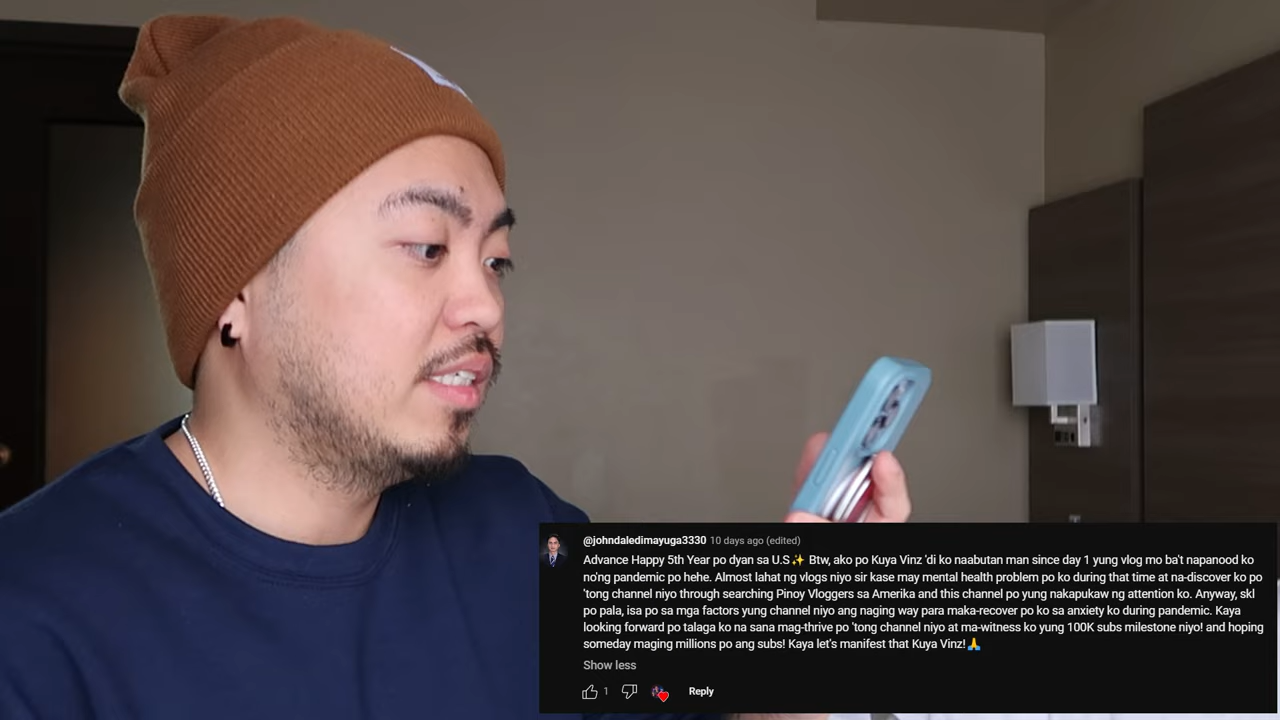 @johndaledimayuga3330 10 days ago (edited)
Advance Happy 5th Year po dyan sa U.S✨ Btw, ako po Kuya Vinz 'di ko naabutan man since day 1 yung vlog mo ba't napanood ko
no'ng pandemic po hehe. Almost lahat ng vlogs niyo sir kase may mental health problem po ko during that time at na-discover ko po
'tong channel niyo through searching Pinoy Vloggers sa Amerika and this channel po yung nakapukaw ng attention ko. Anyway, skl
po pala, isa po sa mga factors yung channel niyo ang naging way para maka-recover po ko sa anxiety ko during pandemic. Kaya
looking forward po talaga ko na sana mag-thrive po 'tong channel niyo at ma-witness ko yung 100K subs milestone niyo! and hoping
someday maging millions po ang subs! Kaya let's manifest that Kuya Vinz!🙏
Show less
1 Reply